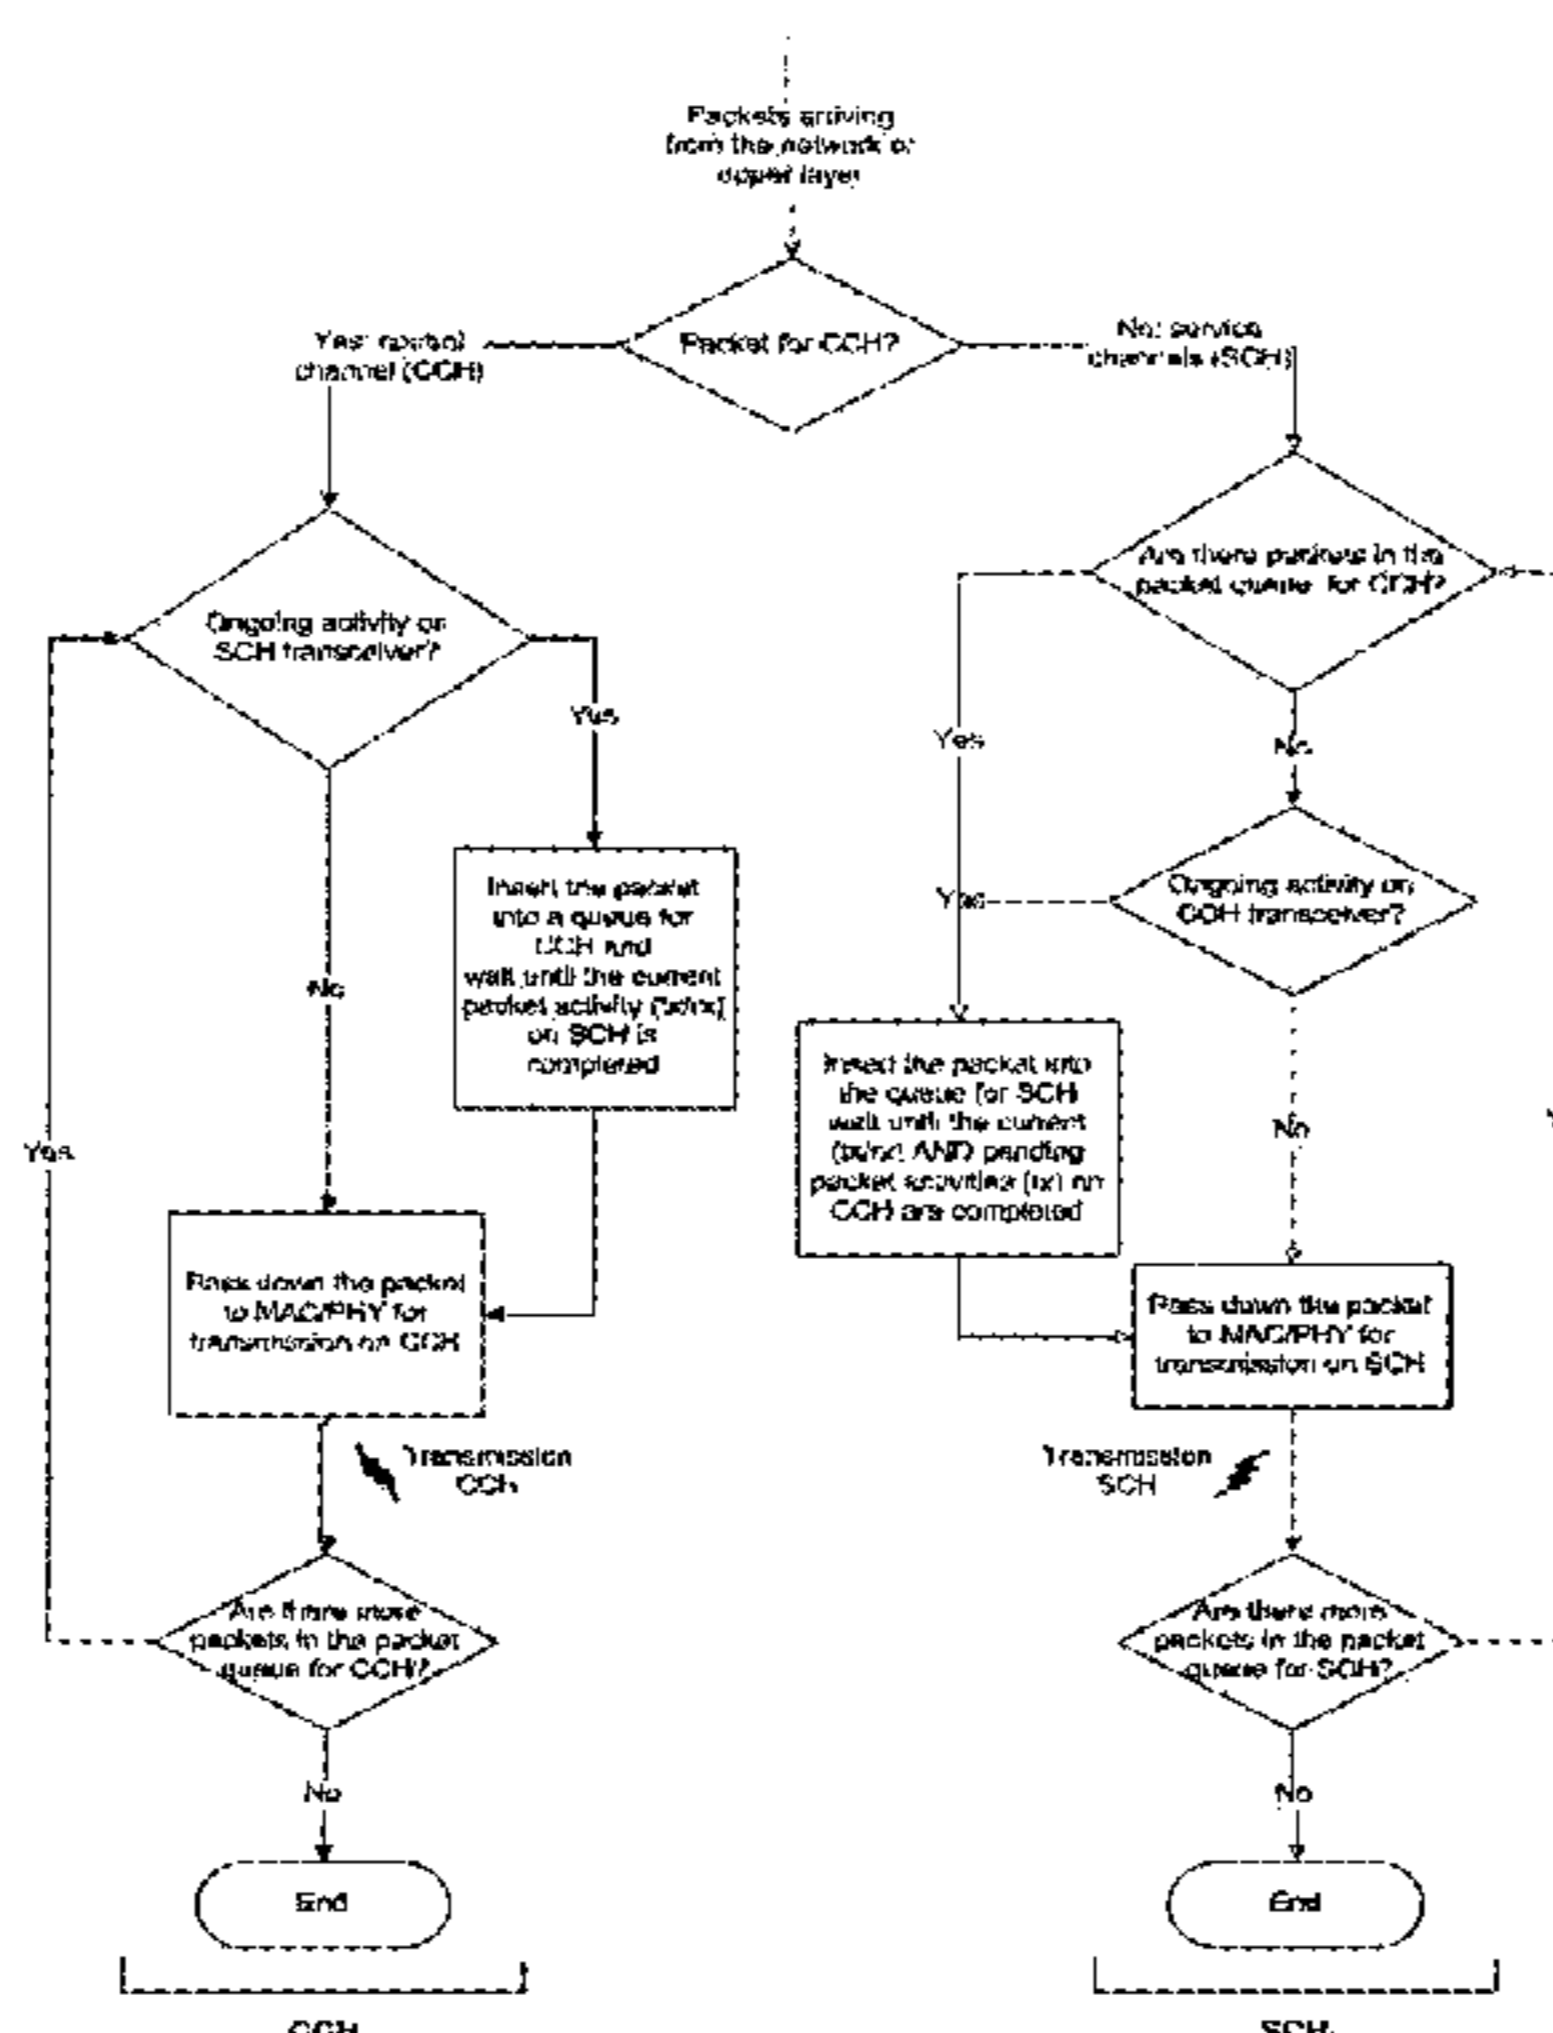 Packets arriving
from the network or
upper layer
Packet for CCH?
Yes: control
channel (CCH)
No: service
channels (SCH)
Are there packets in the
packet queue for CCH?
Ongoing activity on
SCH transceiver?
Yes
Yes
No
Ongoing activity on
CCH transceiver?
Yes
Insert the packet
into a queue for
CCH and
wait until the current
packet activity (tx/rx)
on SCH is
completed
No
Insert the packet into
the queue for SCH
wait until the current
(tx/rx) AND pending
packet activities (tx) on
CCH are completed
No
Yes
Pass down the packet
to MAC/PHY for
transmission on CCH
Pass down the packet
to MAC/PHY for
transmission on SCH
Transmission
CCH
Transmission
SCH
Are there more
packets in the packet
queue for CCH?
Are there more
packets in the packet
queue for SCH?
No
No
End
End
CCH
SCH